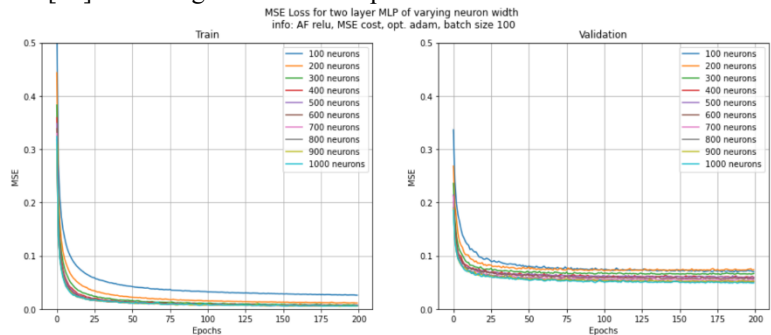 MSE Loss for two layer MLP of varying neuron width
info: AF relu, MSE cost, opt. adam, batch size 100
Train
0.5
0.4
0.3
0.2
0.1
0.0
MSE
0
25
50
75
100
125
150
175
200
Epochs
100 neurons
200 neurons
300 neurons
400 neurons
500 neurons
600 neurons
700 neurons
800 neurons
900 neurons
1000 neurons
Validation
0.5
0.4
0.3
0.2
0.1
0.0
MSE
0
25
50
75
100
125
150
175
200
Epochs
100 neurons
200 neurons
300 neurons
400 neurons
500 neurons
600 neurons
700 neurons
800 neurons
900 neurons
1000 neurons